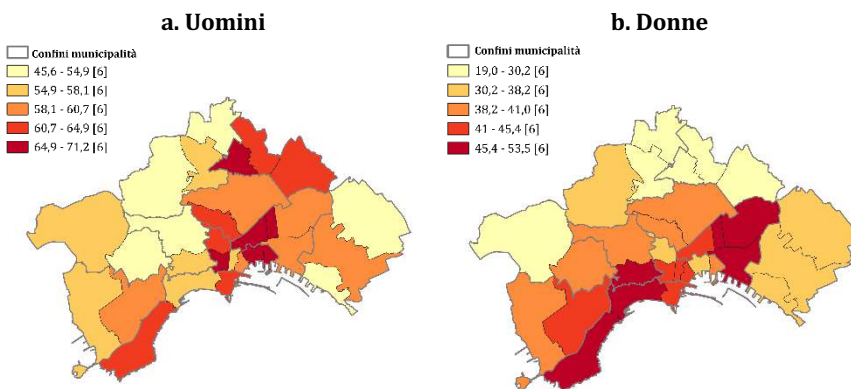 a. Uomini
Confini municipalità
45,6 - 54,9 [6]
54,9 - 58,1 [6]
58,1 - 60,7 [6]
60,7 - 64,9 [6]
64,9 - 71,2 [6]
b. Donne
Confini municipalità
19,0 - 30,2 [6]
30,2 - 38,2 [6]
38,2 - 41,0 [6]
41 - 45,4 [6]
45,4 - 53,5 [6]